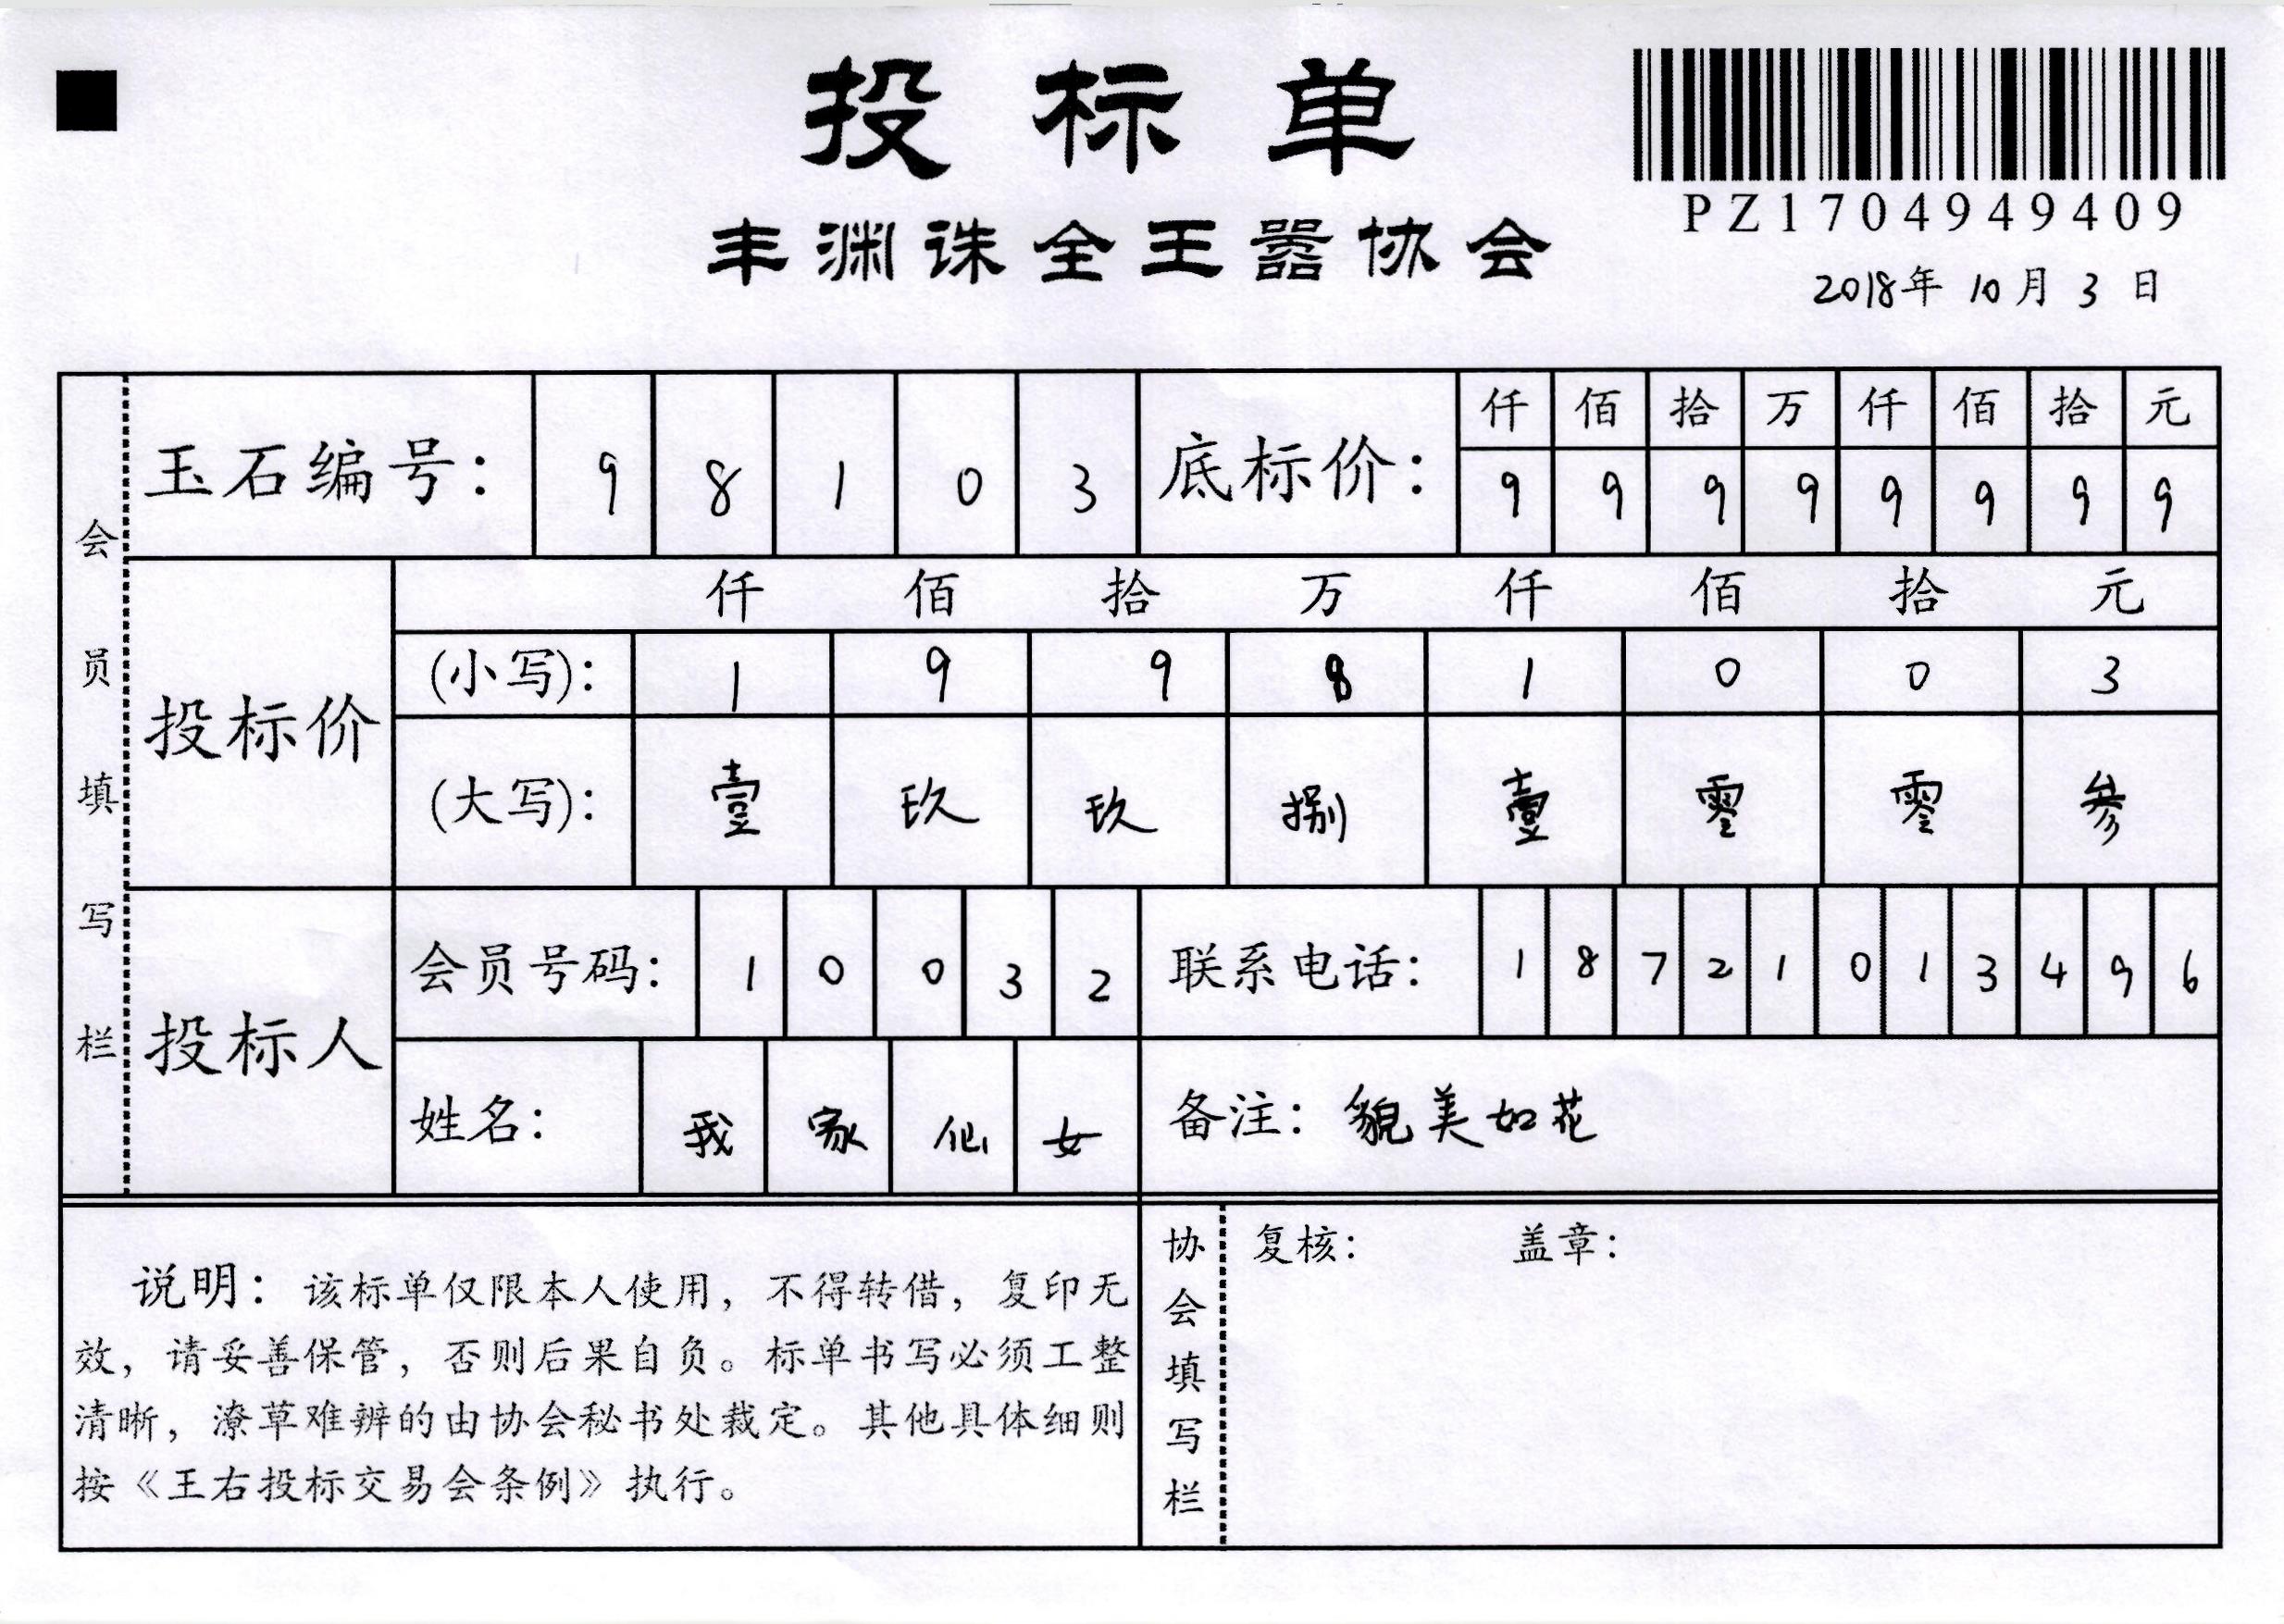 投标单
丰渊诛全王嚣协会
PZ1704949409
2018年 10月 3日
会员填写栏
玉石编号： 9 8 1 0 3
底标价： 仟 佰 拾 万 仟 佰 拾 元
9 9 9 9 9 9 9 9
投标价
仟 佰 拾 万 仟 佰 拾 元
(小写)： 1 9 9 8 1 0 0 3
(大写)： 壹 玖 玖 捌 壹 零 零 参
投标人
会员号码： 1 0 0 3 2
联系电话： 1 8 7 2 1 0 1 3 4 9 6
姓名： 我 家 仙 女
备注： 貌美如花
说明：该标单仅限本人使用，不得转借，复印无
效，请妥善保管，否则后果自负。标单书写必须工整
清晰，潦草难辨的由协会秘书处裁定。其他具体细则
按《王右投标交易会条例》执行。
协会填写栏
复核： 盖章：